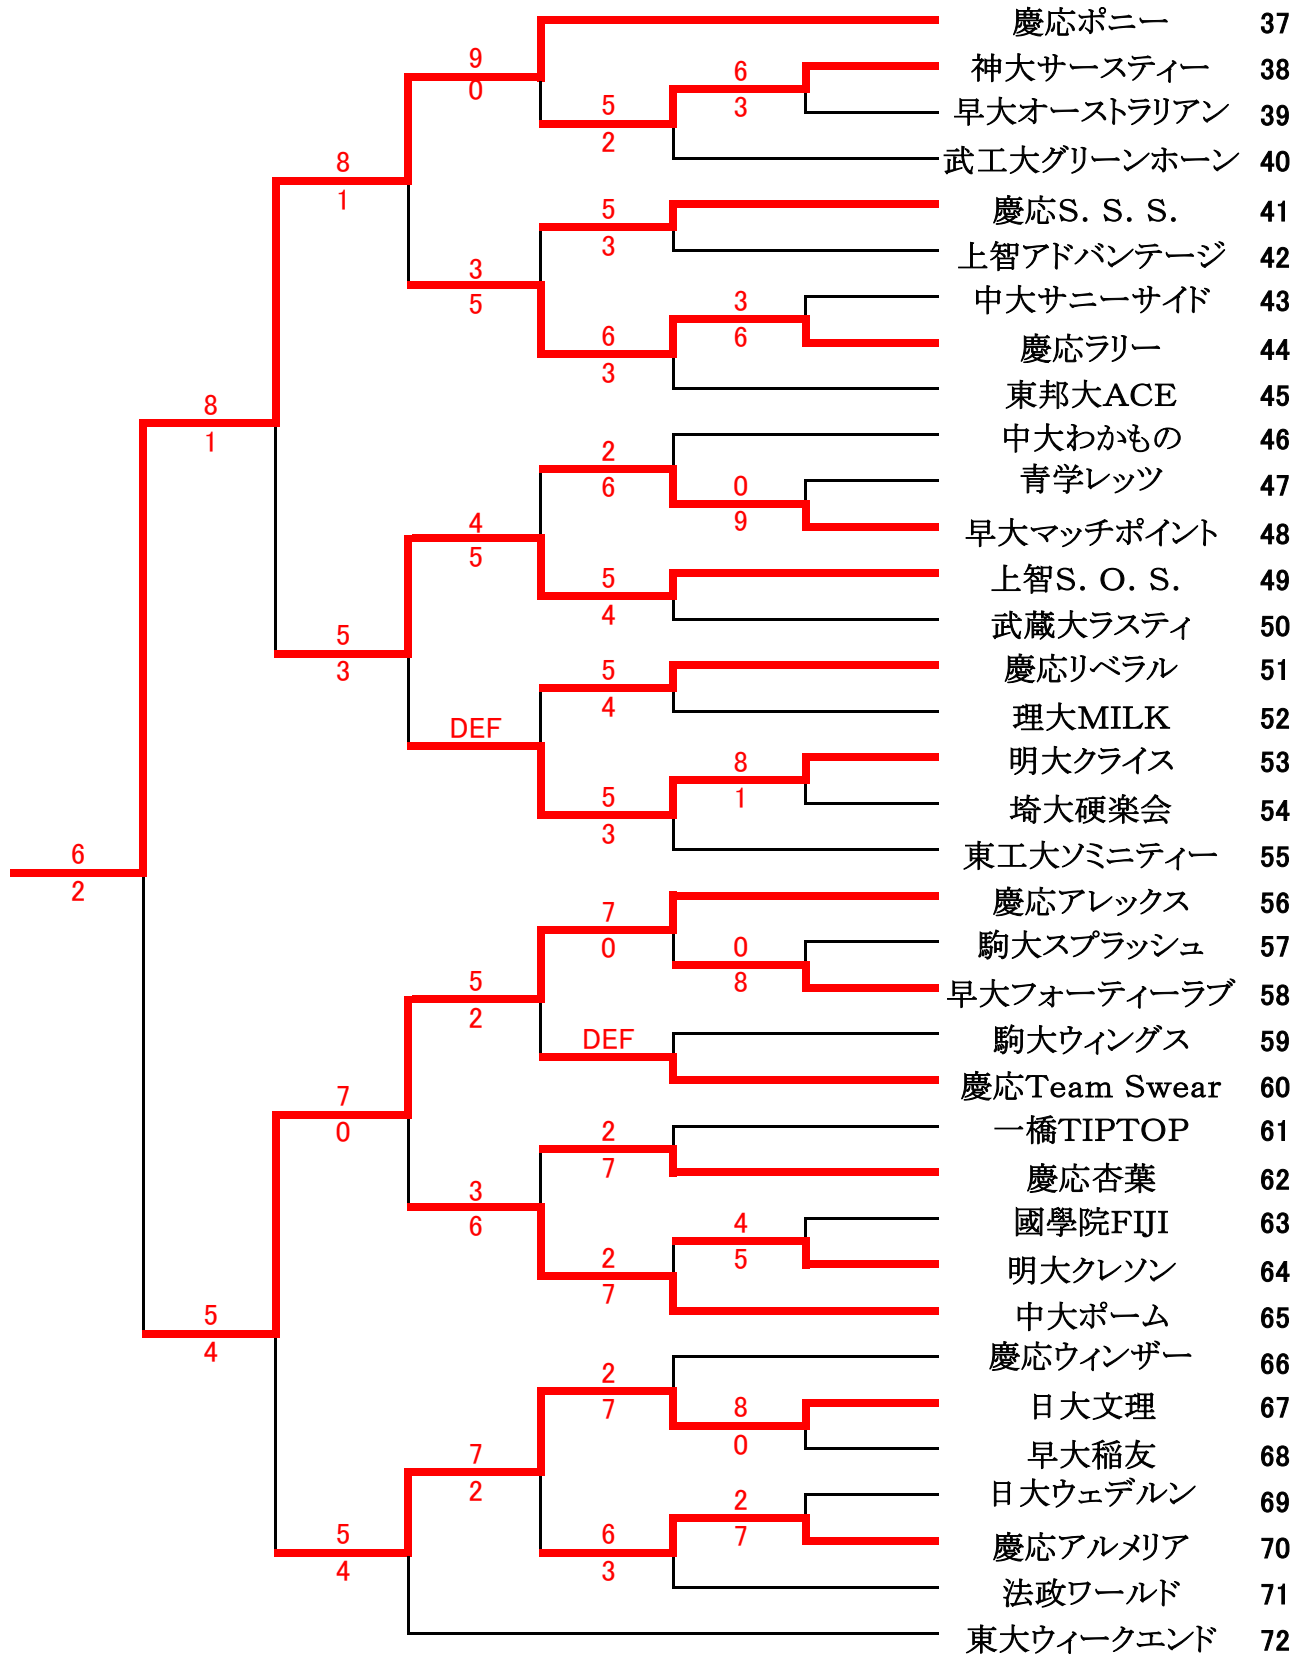 慶応ポニー 37
9
0
神大サースティー 38
6
3
早大オーストラリアン 39
5
2
武工大グリーンホーン 40
8
1
慶応S．S．S． 41
5
3
上智アドバンテージ 42
3
5
中大サニーサイド 43
3
6
慶応ラリー 44
6
3
東邦大ACE 45
8
1
中大わかもの 46
2
6
青学レッツ 47
0
9
早大マッチポイント 48
4
5
上智S．O．S． 49
5
4
武蔵大ラスティ 50
5
3
慶応リベラル 51
5
4
理大MILK 52
DEF
明大クライス 53
8
1
埼大硬楽会 54
5
3
東工大ソミニティー 55
6
2
慶応アレックス 56
7
0
駒大スプラッシュ 57
0
8
早大フォーティーラブ 58
5
2
駒大ウィングス 59
DEF
慶応Team Swear 60
7
0
一橋TIPTOP 61
2
7
慶応杏葉 62
3
6
國學院FIJI 63
4
5
明大クレソン 64
2
7
中大ポーム 65
5
4
慶応ウィンザー 66
2
7
日大文理 67
8
0
早大稲友 68
7
2
日大ウェデルン 69
2
7
慶応アルメリア 70
6
3
法政ワールド 71
5
4
東大ウィークエンド 72